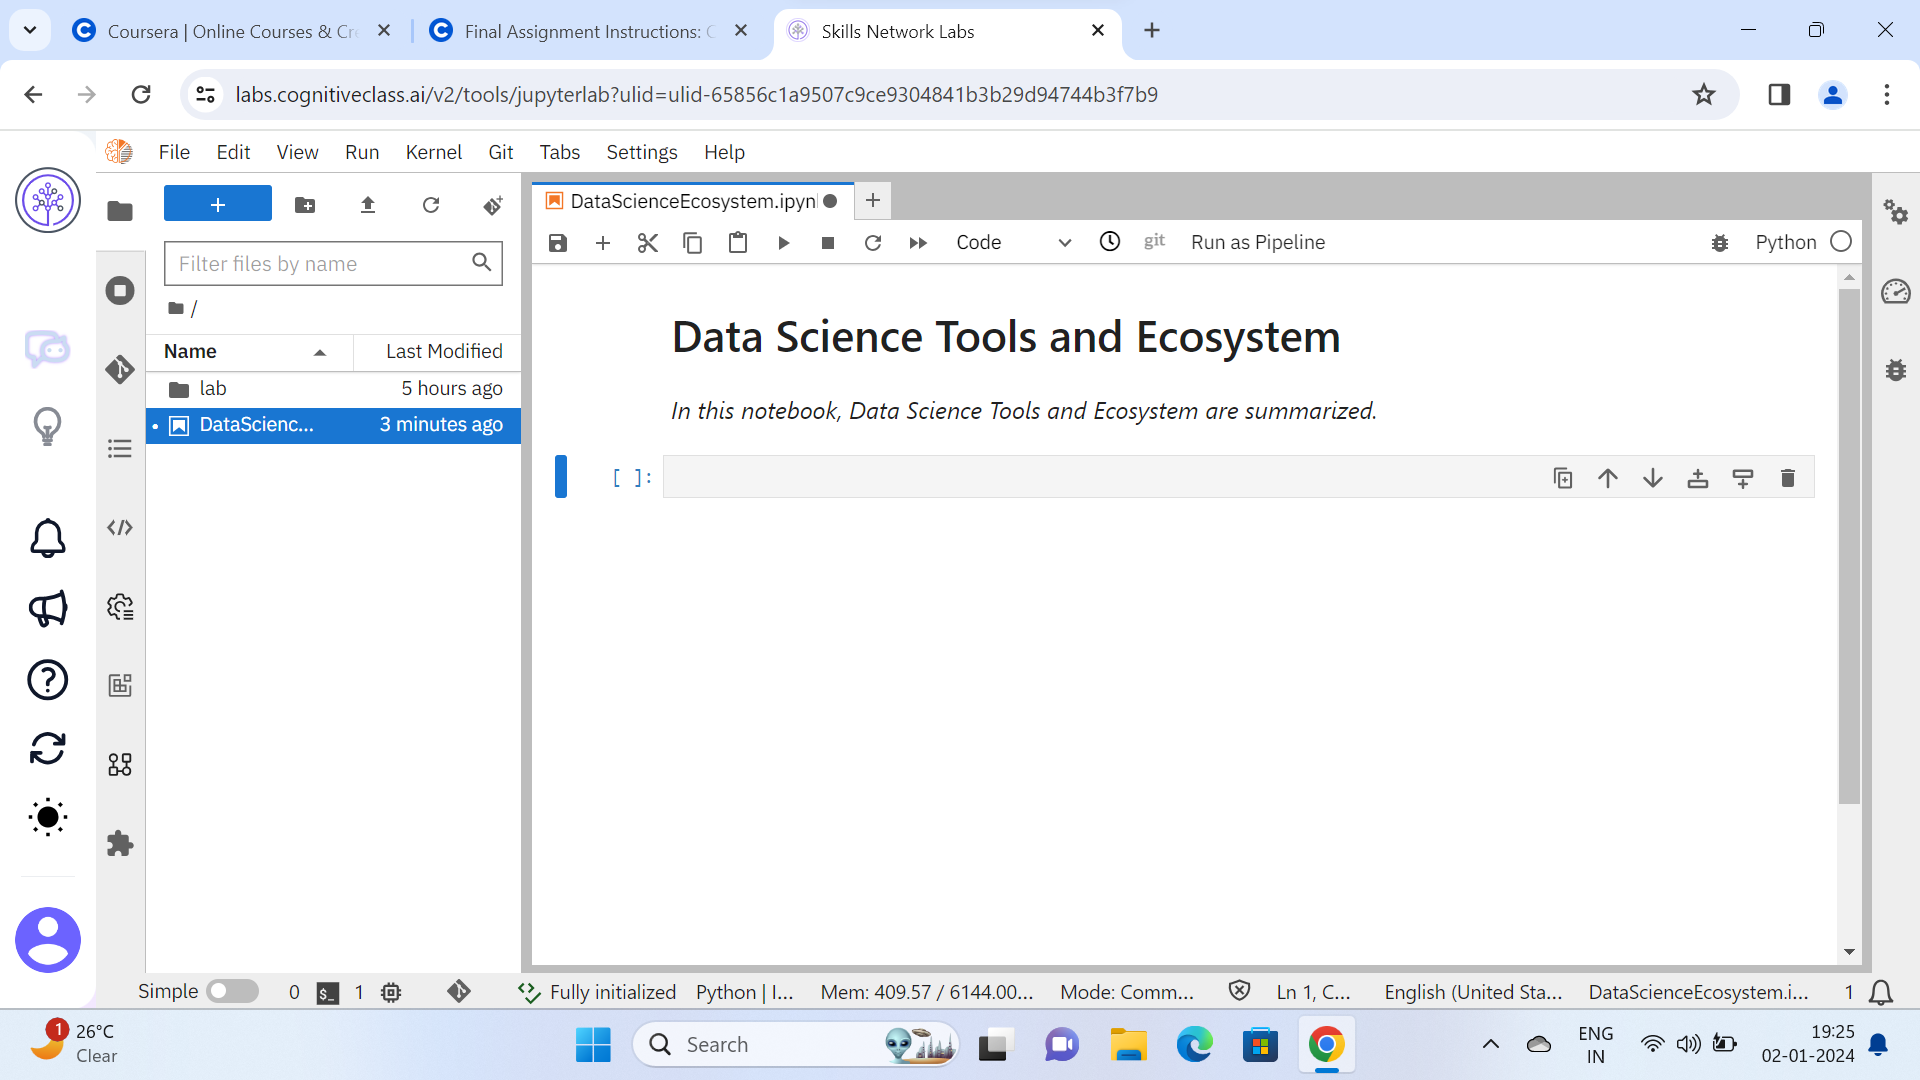 Coursera | Online Courses & Cre
Final Assignment Instructions: C
Skills Network Labs
labs.cognitiveclass.ai/v2/tools/jupyterlab?ulid=ulid-65856c1a9507c9ce9304841b3b29d94744b3f7b9
File Edit View Run Kernel Git Tabs Settings Help
DataScienceEcosystem.ipyn
Code
git
Run as Pipeline
Python
Filter files by name
/
Name
Last Modified
lab
5 hours ago
DataScienc...
3 minutes ago
Data Science Tools and Ecosystem
In this notebook, Data Science Tools and Ecosystem are summarized.
[ ]:
Simple
0
$_
1
Fully initialized
Python | I...
Mem: 409.57 / 6144.00...
Mode: Comm...
Ln 1, C...
English (United Sta...
DataScienceEcosystem.i...
1
1
26°C
Clear
Search
ENG
IN
19:25
02-01-2024